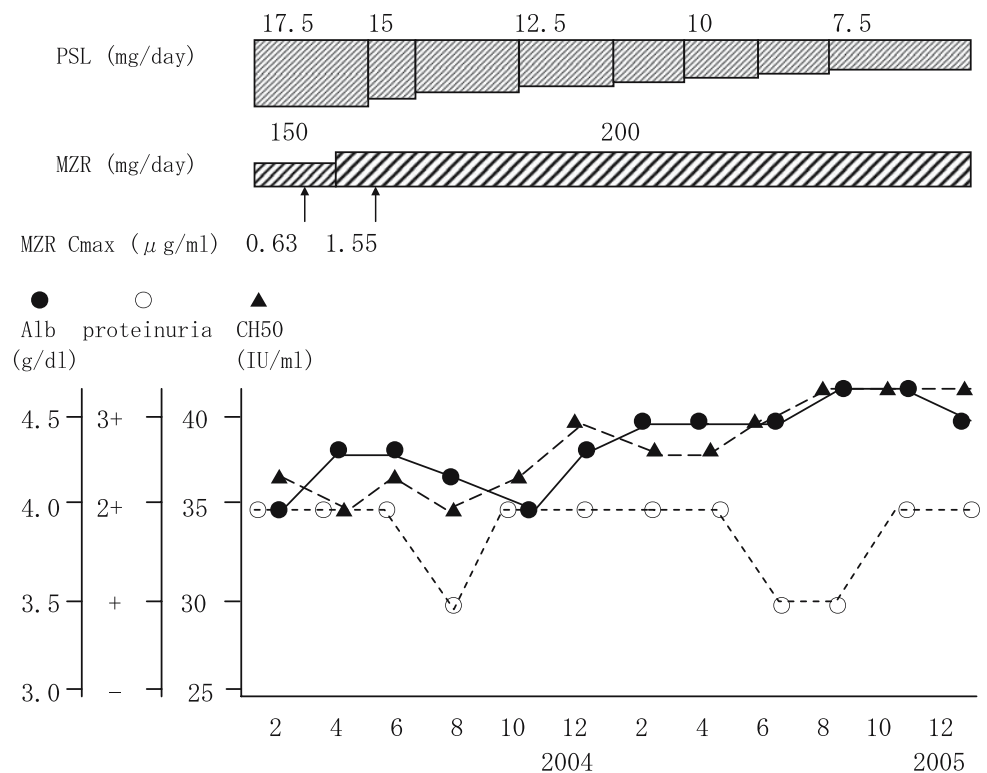 17.5 15 12.5 10 7.5
PSL (mg/day)
150 200
MZR (mg/day)
MZR Cmax (μg/ml) 0.63 1.55
Alb proteinuria CH50
(g/dl) (IU/ml)
4.5 3+ 40
4.0 2+ 35
3.5 + 30
3.0 − 25
2 4 6 8 10 12 2 4 6 8 10 12
2004 2005